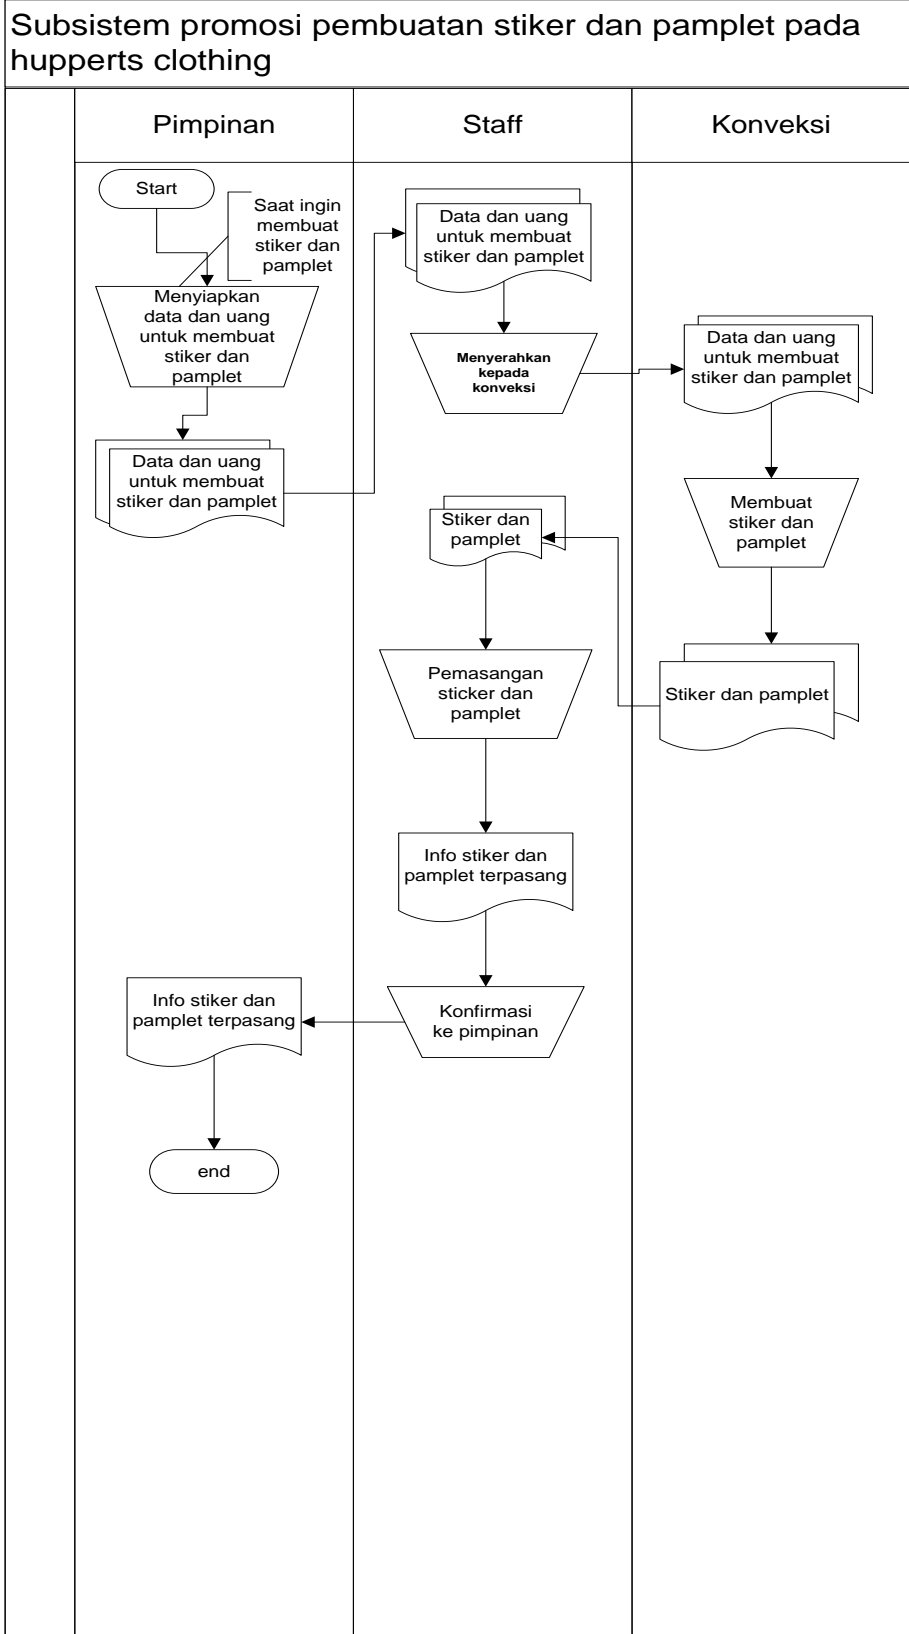 Subsistem promosi pembuatan stiker dan pamplet pada
hupperts clothing
Pimpinan
Staff
Konveksi
Start
Saat ingin
membuat
stiker dan
pamplet
Menyiapkan
data dan uang
untuk membuat
stiker dan
pamplet
Data dan uang
untuk membuat
stiker dan pamplet
Data dan uang
untuk membuat
stiker dan pamplet
Menyerahkan
kepada
konveksi
Data dan uang
untuk membuat
stiker dan pamplet
Membuat
stiker dan
pamplet
Stiker dan pamplet
Stiker dan
pamplet
Pemasangan
sticker dan
pamplet
Info stiker dan
pamplet terpasang
Konfirmasi
ke pimpinan
Info stiker dan
pamplet terpasang
end